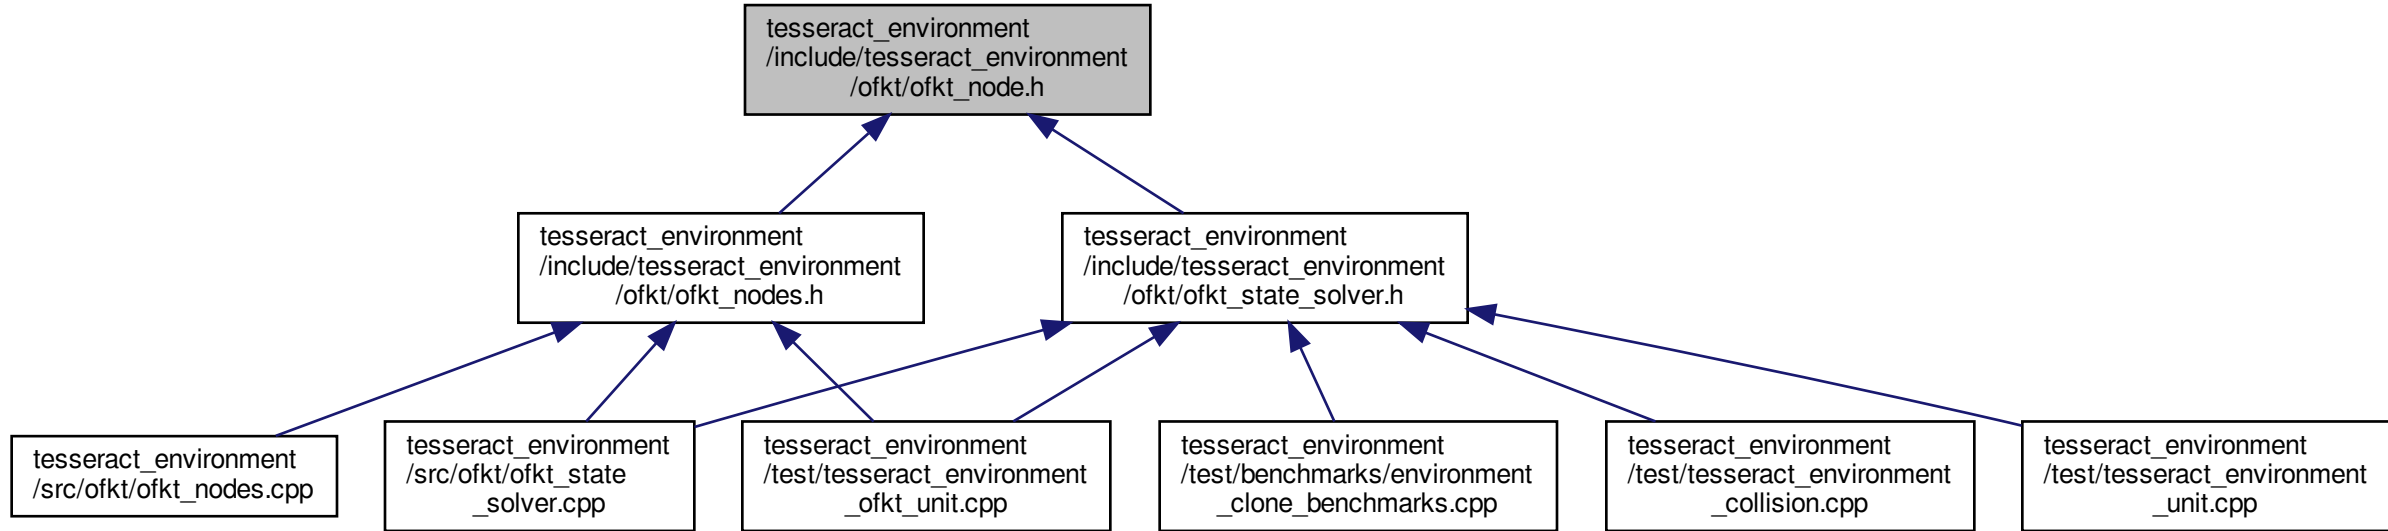 tesseract_environment
/include/tesseract_environment
/ofkt/ofkt_node.h
tesseract_environment
/include/tesseract_environment
/ofkt/ofkt_nodes.h
tesseract_environment
/include/tesseract_environment
/ofkt/ofkt_state_solver.h
tesseract_environment
/src/ofkt/ofkt_nodes.cpp
tesseract_environment
/src/ofkt/ofkt_state
_solver.cpp
tesseract_environment
/test/tesseract_environment
_ofkt_unit.cpp
tesseract_environment
/test/benchmarks/environment
_clone_benchmarks.cpp
tesseract_environment
/test/tesseract_environment
_collision.cpp
tesseract_environment
/test/tesseract_environment
_unit.cpp